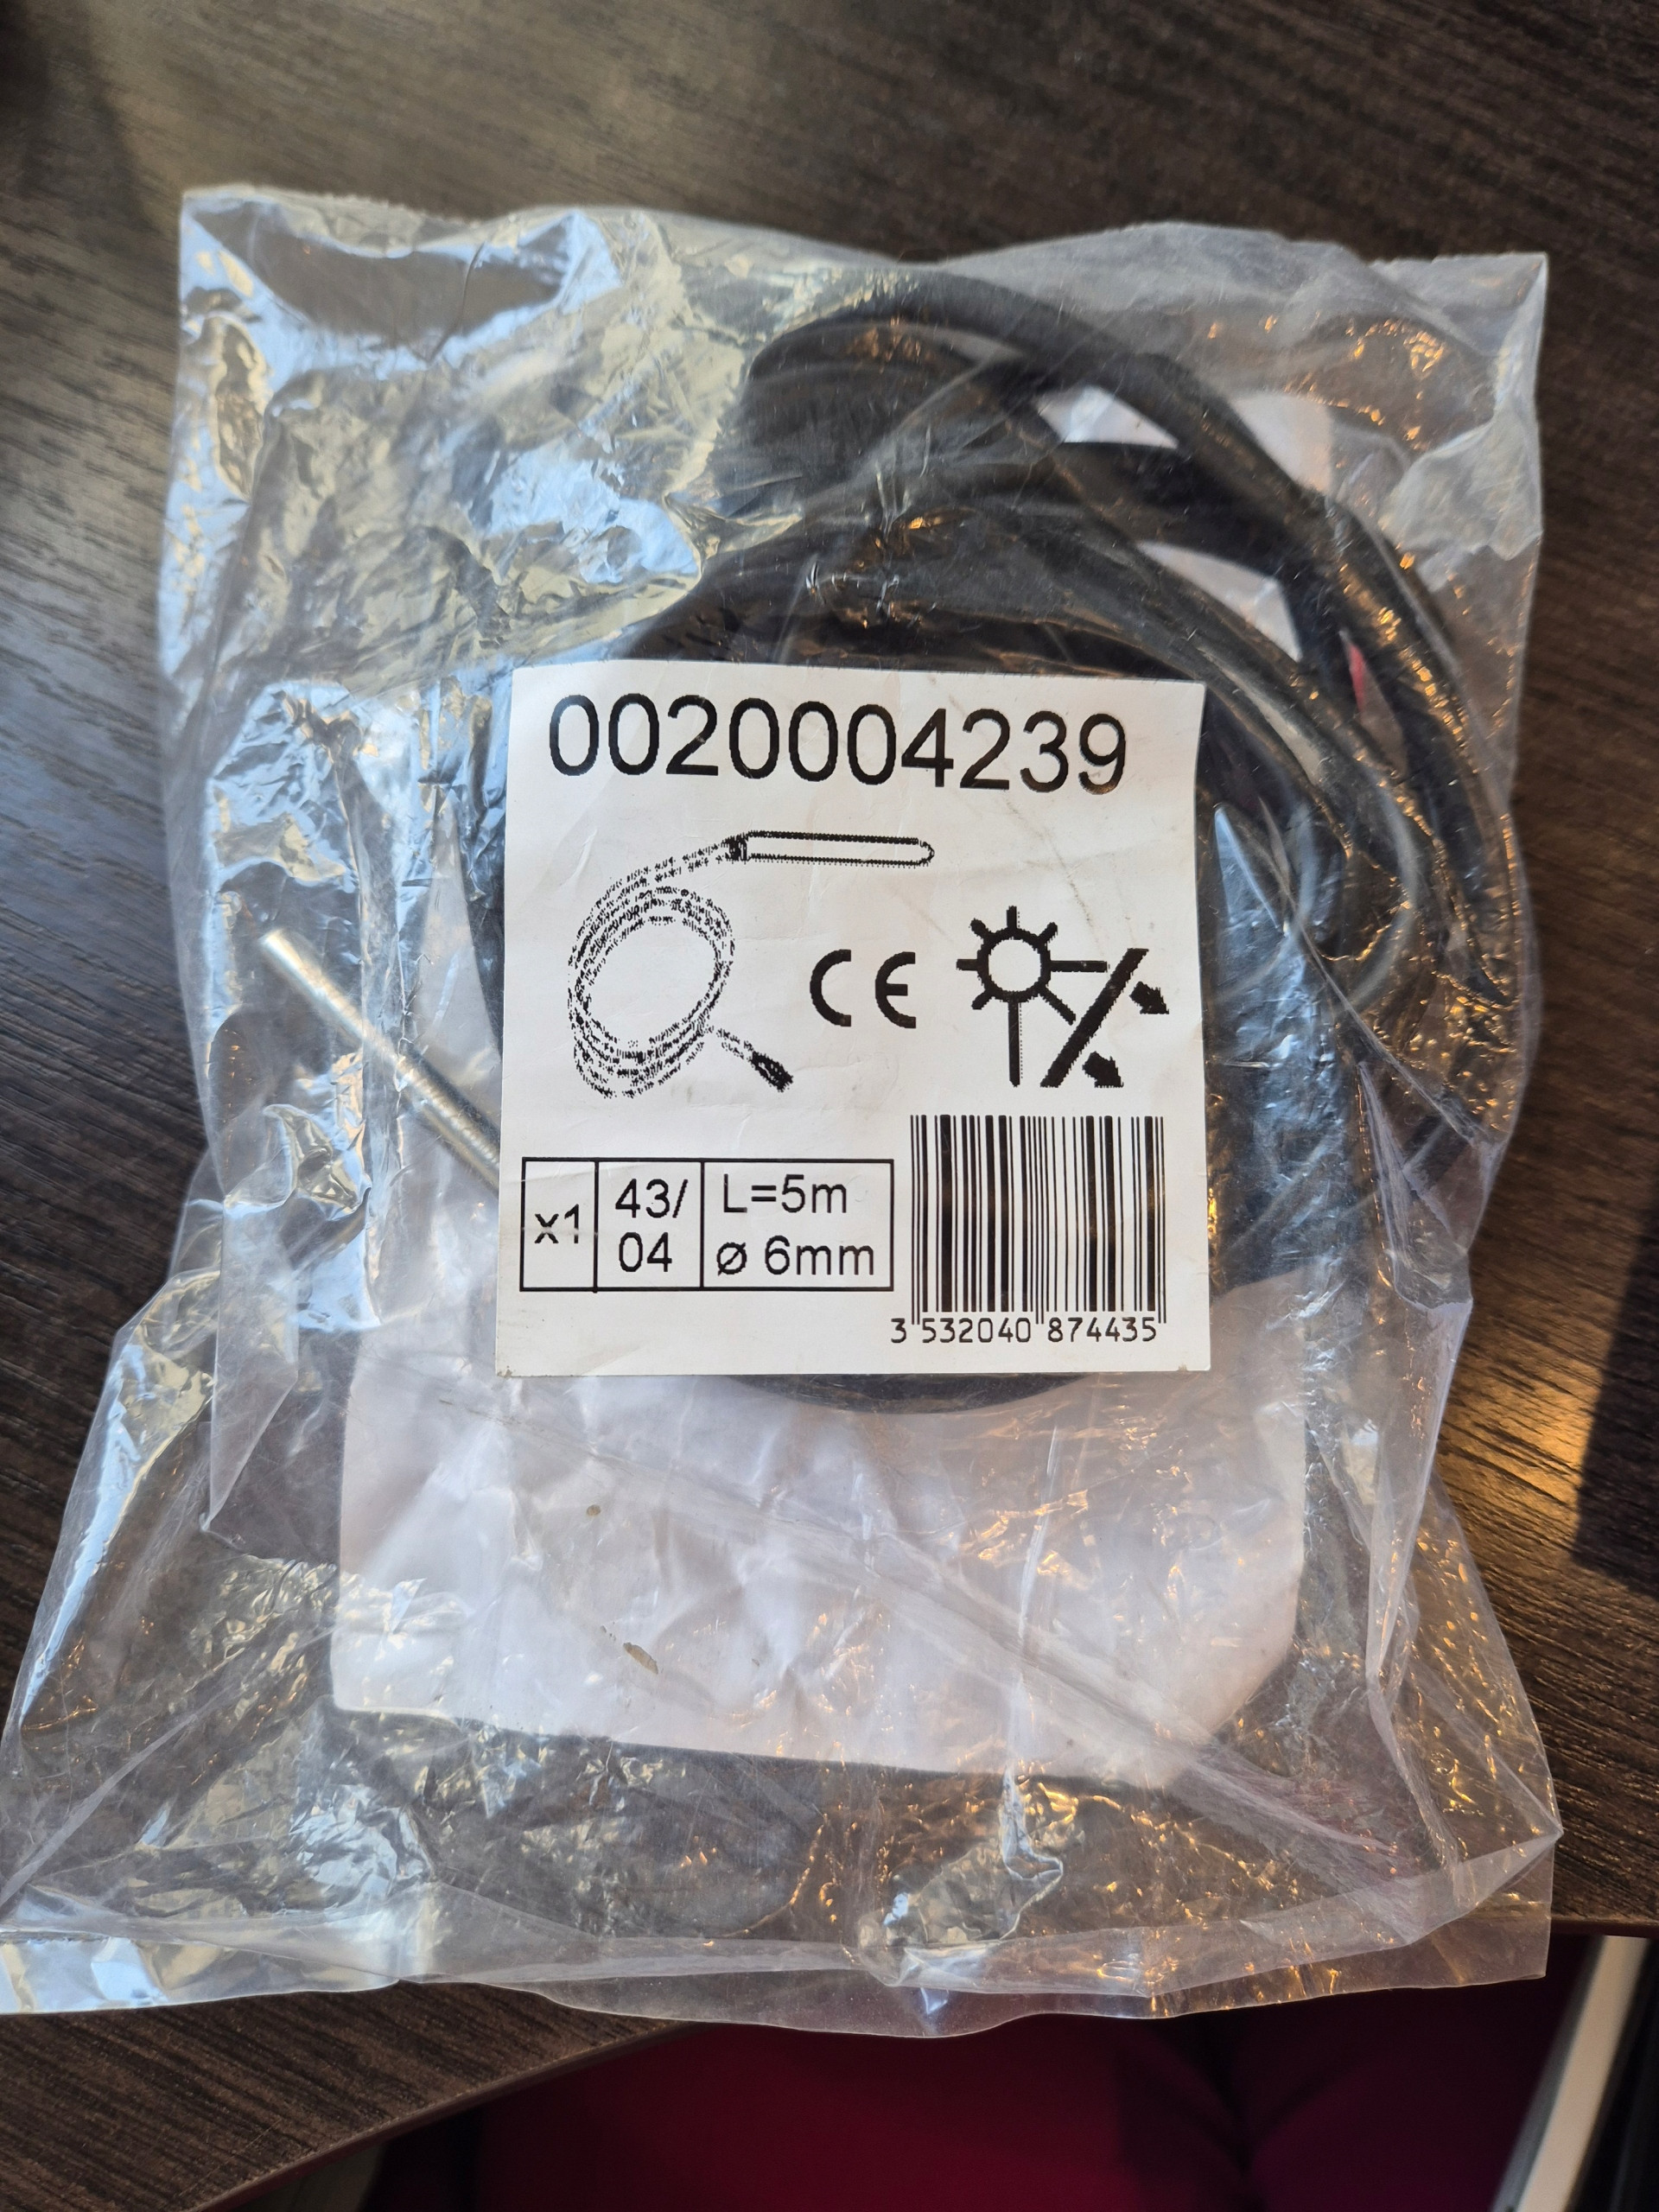 0020004239
CE
x1
43/
04
L=5m
ø 6mm
3 532040 874435